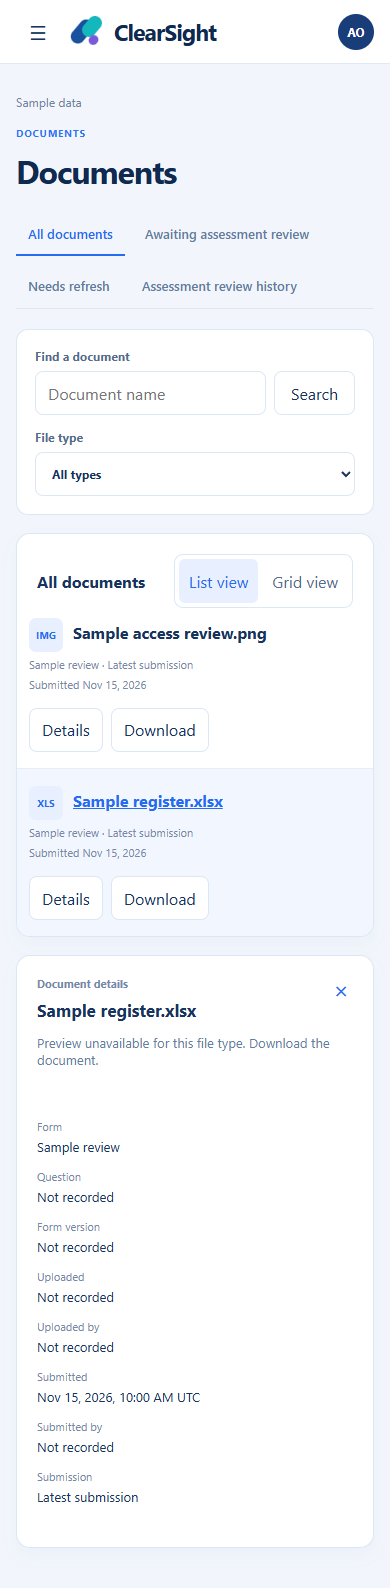 ClearSight
AO
Sample data
DOCUMENTS
Documents
All documents
Awaiting assessment review
Needs refresh
Assessment review history
Find a document
Document name
Search
File type
All types
All documents
List view
Grid view
IMG
Sample access review.png
Sample review · Latest submission
Submitted Nov 15, 2026
Details
Download
XLS
Sample register.xlsx
Sample review · Latest submission
Submitted Nov 15, 2026
Details
Download
Document details
Sample register.xlsx
Preview unavailable for this file type. Download the
document.
Form
Sample review
Question
Not recorded
Form version
Not recorded
Uploaded
Not recorded
Uploaded by
Not recorded
Submitted
Nov 15, 2026, 10:00 AM UTC
Submitted by
Not recorded
Submission
Latest submission